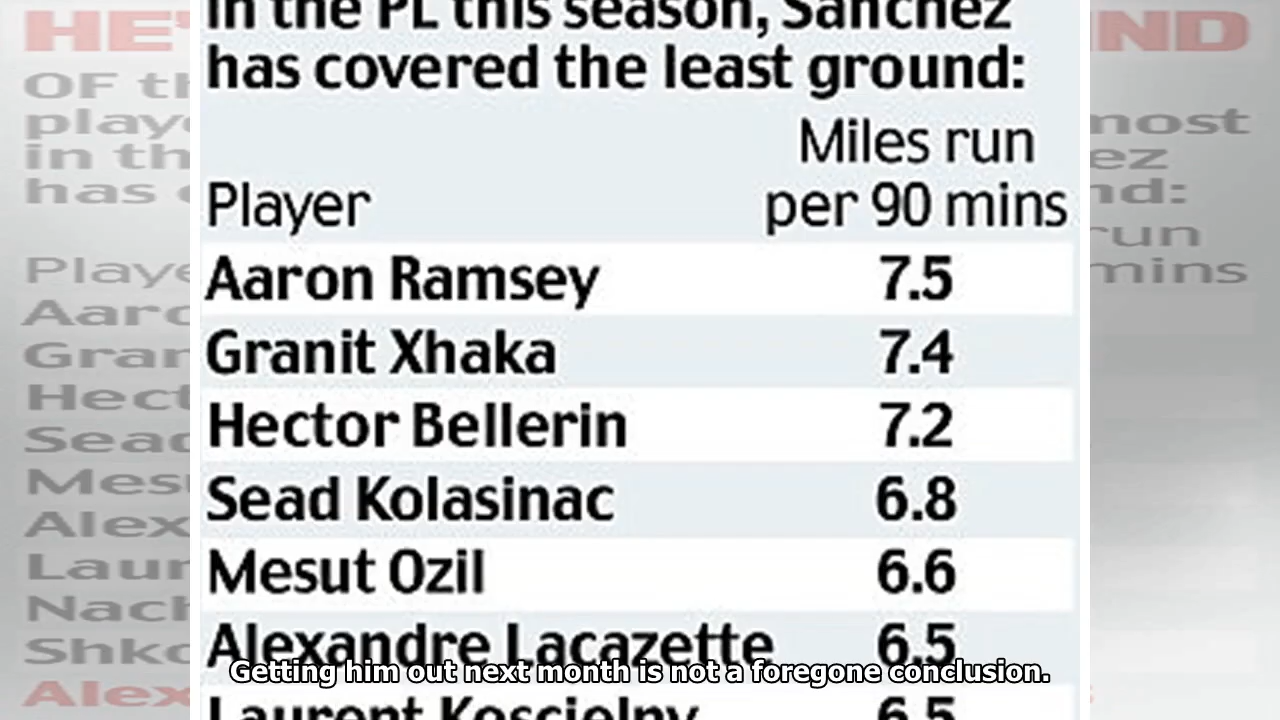 in the PL this season, Sanchez
has covered the least ground:
Miles run
Player per 90 mins
Aaron Ramsey 7.5
Granit Xhaka 7.4
Hector Bellerin 7.2
Sead Kolasinac 6.8
Mesut Ozil 6.6
Alexandre Lacazette 6.5
Getting him out next month is not a foregone conclusion.
Laurent Koscielny 6.5